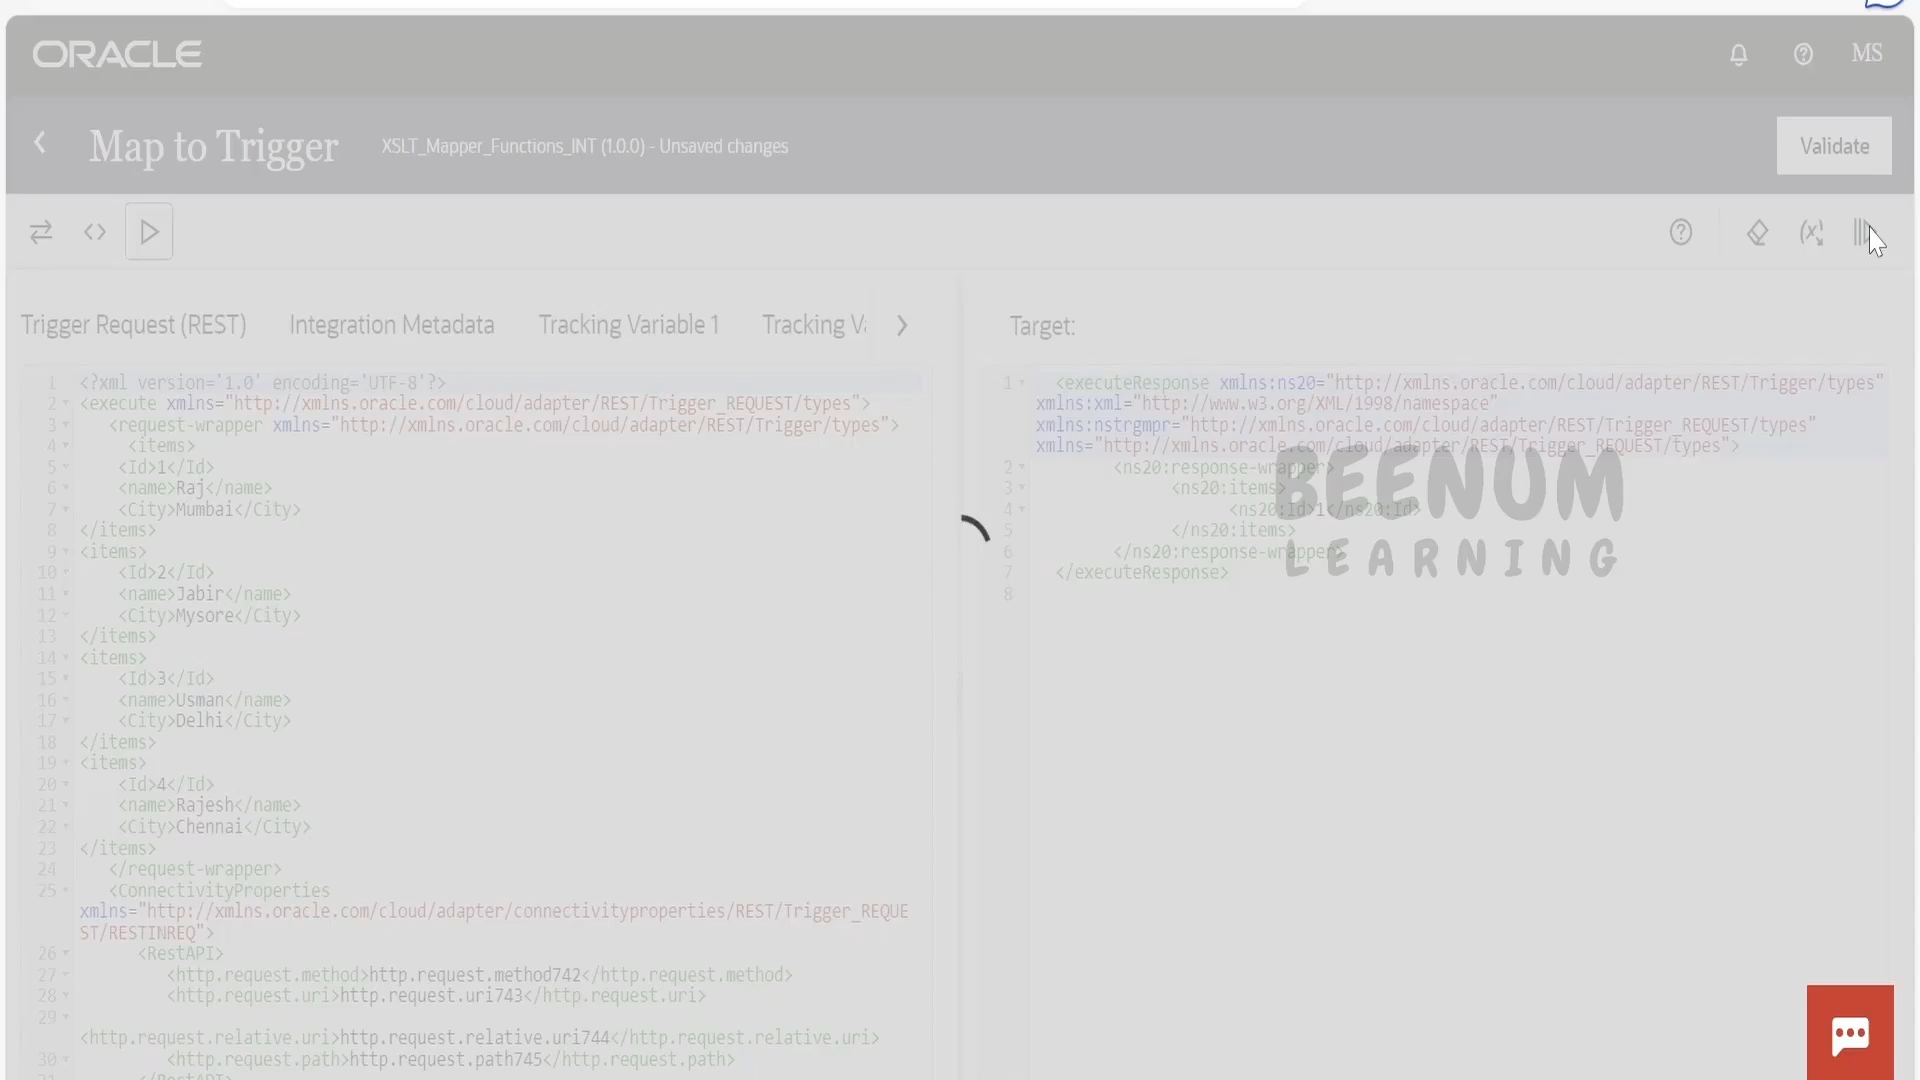 ORACLE
MS
Map to Trigger
XSLT_Mapper_Functions_INT (1.0.0) - Unsaved changes
Validate
Trigger Request (REST)
Integration Metadata
Tracking Variable 1
Tracking Va
Target:
1 <?xml version='1.0' encoding='UTF-8'?>
2 <execute xmlns="http://xmlns.oracle.com/cloud/adapter/REST/Trigger_REQUEST/types">
3 <request-wrapper xmlns="http://xmlns.oracle.com/cloud/adapter/REST/Trigger/types">
4 <items>
5 <Id>1</Id>
6 <name>Raj</name>
7 <City>Mumbai</City>
8 </items>
9 <items>
10 <Id>2</Id>
11 <name>Jabir</name>
12 <City>Mysore</City>
13 </items>
14 <items>
15 <Id>3</Id>
16 <name>Usman</name>
17 <City>Delhi</City>
18 </items>
19 <items>
20 <Id>4</Id>
21 <name>Rajesh</name>
22 <City>Chennai</City>
23 </items>
24 </request-wrapper>
25 <ConnectivityProperties
xmlns="http://xmlns.oracle.com/cloud/adapter/connectivityproperties/REST/Trigger_REQUE
ST/RESTINREQ">
26 <RestAPI>
27 <http.request.method>http.request.method742</http.request.method>
28 <http.request.uri>http.request.uri743</http.request.uri>
29
<http.request.relative.uri>http.request.relative.uri744</http.request.relative.uri>
30 <http.request.path>http.request.path745</http.request.path>
31 </RestAPI>
1 <executeResponse xmlns:ns20="http://xmlns.oracle.com/cloud/adapter/REST/Trigger/types"
xmlns:xml="http://www.w3.org/XML/1998/namespace"
xmlns:nstrgmpr="http://xmlns.oracle.com/cloud/adapter/REST/Trigger_REQUEST/types"
xmlns="http://xmlns.oracle.com/cloud/adapter/REST/Trigger_REQUEST/types">
2 <ns20:response-wrapper>
3 <ns20:items>
4 <ns20:Id>1</ns20:Id>
5 </ns20:items>
6 </ns20:response-wrapper>
7 </executeResponse>
8
BEENUM
LEARNING